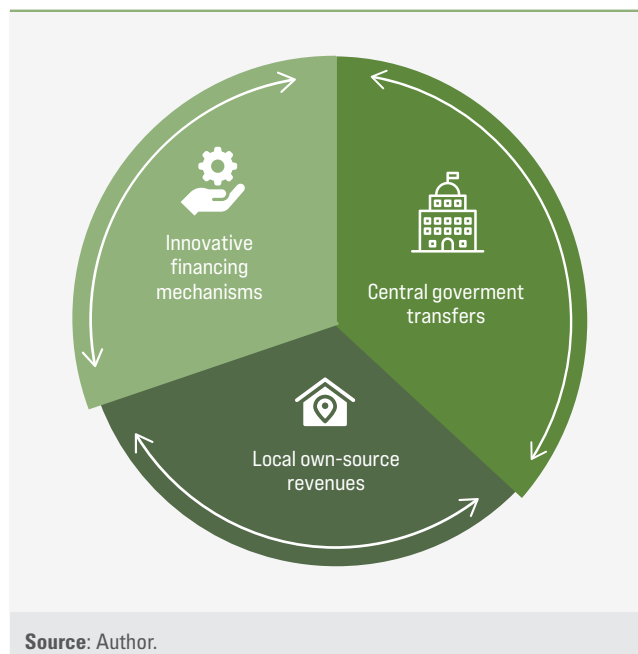 Innovative
financing
mechanisms
Central goverment
transfers
Local own-source
revenues
Source: Author.